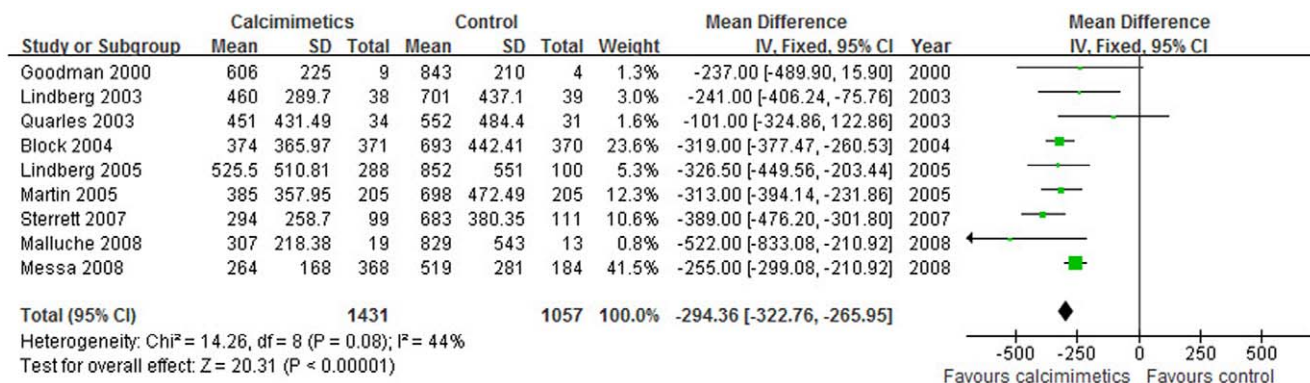 Calcimimetics Control Mean Difference Mean Difference
Study or Subgroup Mean SD Total Mean SD Total Weight IV, Fixed, 95% CI Year IV, Fixed, 95% CI
Goodman 2000 606 225 9 843 210 4 1.3% -237.00 [-489.90, 15.90] 2000
Lindberg 2003 460 289.7 38 701 437.1 39 3.0% -241.00 [-406.24, -75.76] 2003
Quarles 2003 451 431.49 34 552 484.4 31 1.6% -101.00 [-324.86, 122.86] 2003
Block 2004 374 365.97 371 693 442.41 370 23.6% -319.00 [-377.47, -260.53] 2004
Lindberg 2005 525.5 510.81 288 852 551 100 5.3% -326.50 [-449.56, -203.44] 2005
Martin 2005 385 357.95 205 698 472.49 205 12.3% -313.00 [-394.14, -231.86] 2005
Sterrett 2007 294 258.7 99 683 380.35 111 10.6% -389.00 [-476.20, -301.80] 2007
Malluche 2008 307 218.38 19 829 543 13 0.8% -522.00 [-833.08, -210.92] 2008
Messa 2008 264 168 368 519 281 184 41.5% -255.00 [-299.08, -210.92] 2008
Total (95% CI) 1431 1057 100.0% -294.36 [-322.76, -265.95]
Heterogeneity: Chi² = 14.26, df = 8 (P = 0.08); I² = 44%
Test for overall effect: Z = 20.31 (P < 0.00001)
-500 -250 0 250 500
Favours calcimimetics Favours control